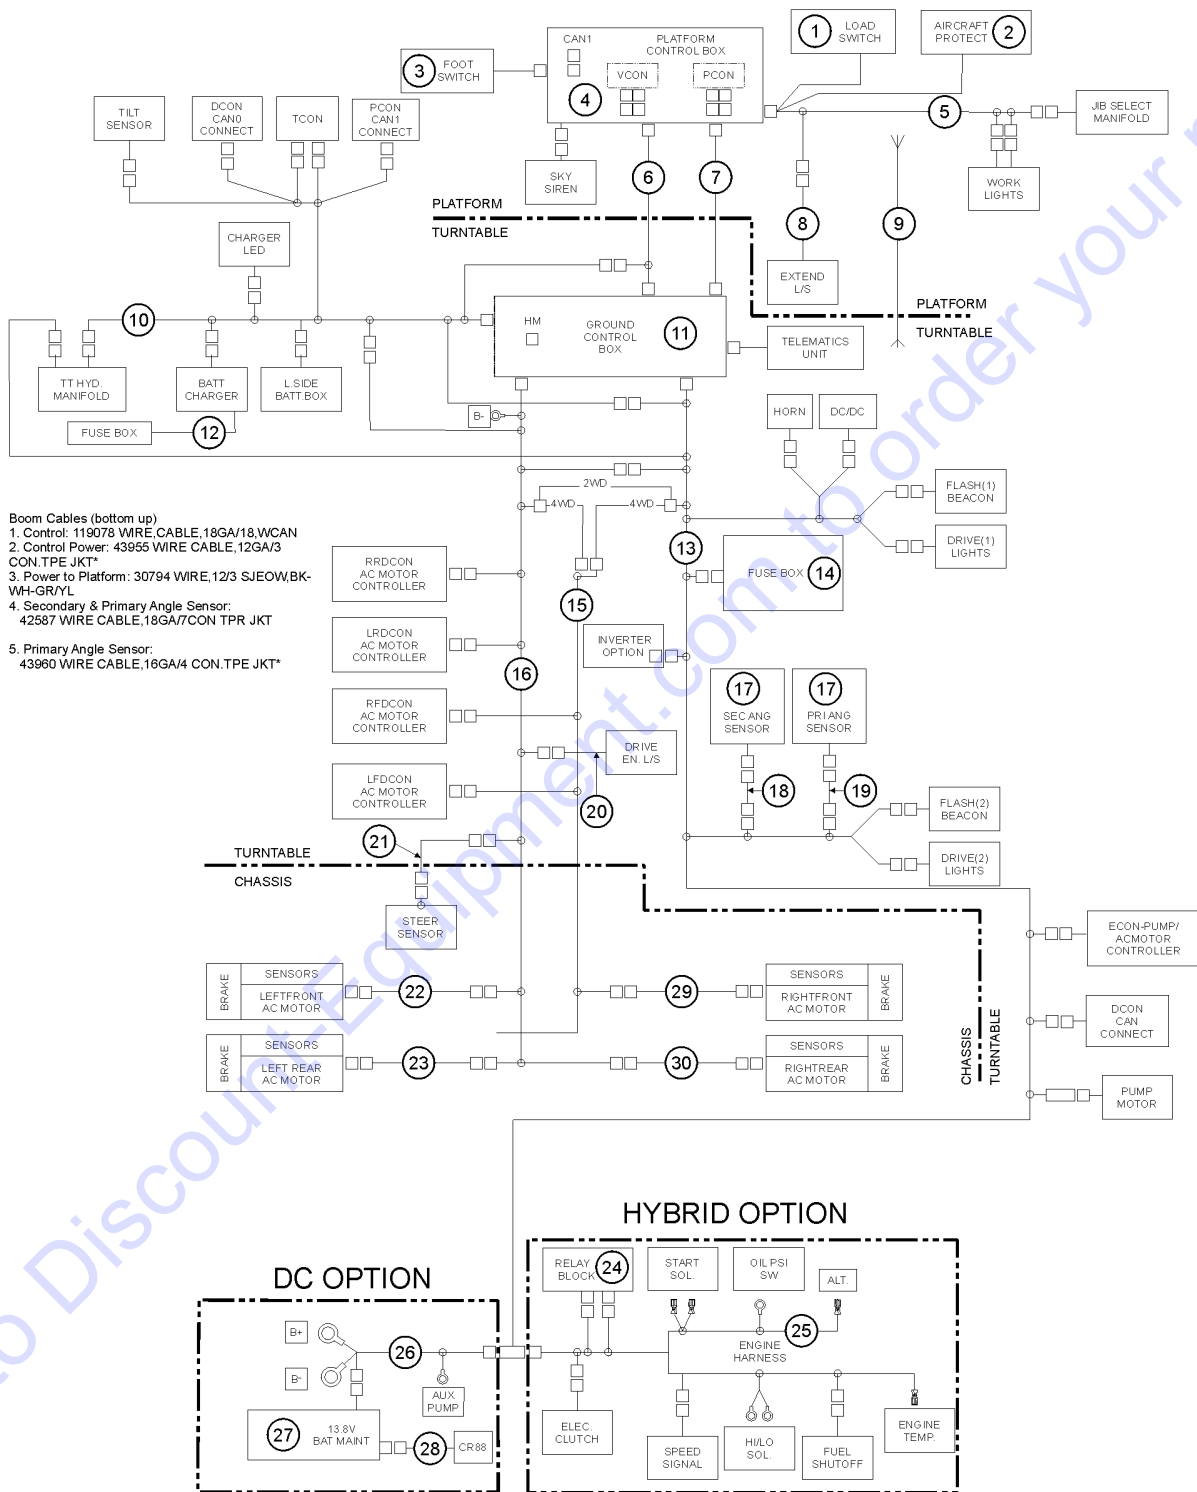 CAN1
PLATFORM
CONTROL BOX
VCON
PCON
4
1
LOAD
SWITCH
AIRCRAFT
PROTECT
2
3
FOOT
SWITCH
TILT
SENSOR
DCON
CAN0
CONNECT
TCON
PCON
CAN1
CONNECT
5
JIB SELECT
MANIFOLD
SKY
SIREN
6
7
WORK
LIGHTS
PLATFORM
TURNTABLE
8
9
CHARGER
LED
EXTEND
L/S
PLATFORM
TURNTABLE
10
HM
GROUND
CONTROL
BOX
11
TELEMATICS
UNIT
TT HYD.
MANIFOLD
BATT
CHARGER
L.SIDE
BATT.BOX
FUSE BOX
12
B-
HORN
DC/DC
2WD
4WD
4WD
FLASH(1)
BEACON
DRIVE(1)
LIGHTS
Boom Cables (bottom up)
1. Control: 119078 WIRE,CABLE,18GA/18,WCAN
2. Control Power: 43955 WIRE CABLE,12GA/3
CON.TPE JKT*
3. Power to Platform: 30794 WIRE,12/3 SJEOW,BK-
WH-GR/YL
4. Secondary & Primary Angle Sensor:
42587 WIRE CABLE,18GA/7CON TPR JKT
5. Primary Angle Sensor:
43960 WIRE CABLE,16GA/4 CON.TPE JKT*
13
FUSE BOX
14
RRDCON
AC MOTOR
CONTROLLER
15
LRDCON
AC MOTOR
CONTROLLER
INVERTER
OPTION
16
RFDCON
AC MOTOR
CONTROLLER
17
SEC ANG
SENSOR
17
PRI ANG
SENSOR
DRIVE
EN. L/S
LFDCON
AC MOTOR
CONTROLLER
20
18
19
FLASH(2)
BEACON
DRIVE(2)
LIGHTS
21
TURNTABLE
CHASSIS
STEER
SENSOR
ECON-PUMP/
ACMOTOR
CONTROLLER
BRAKE
SENSORS
LEFTFRONT
AC MOTOR
22
29
SENSORS
RIGHTFRONT
AC MOTOR
BRAKE
DCON
CAN
CONNECT
BRAKE
SENSORS
LEFT REAR
AC MOTOR
23
30
SENSORS
RIGHTREAR
AC MOTOR
BRAKE
CHASSIS
TURNTABLE
PUMP
MOTOR
HYBRID OPTION
DC OPTION
RELAY
BLOCK
24
START
SOL.
OIL PSI
SW
ALT.
B+
B-
26
25
ENGINE
HARNESS
AUX
PUMP
27
13.8V
BAT MAINT
28
CR88
ELEC.
CLUTCH
SPEED
SIGNAL
HI/LO
SOL.
FUEL
SHUTOFF
ENGINE
TEMP.
to Discount-Equipment.com to order your